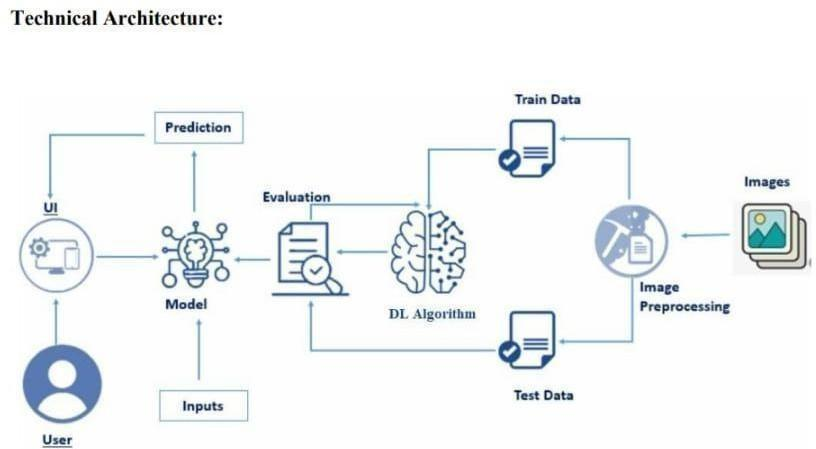 Technical Architecture:
Train Data
Prediction
Images
Evaluation
UI
Image
Preprocessing
Model
DL Algorithm
Test Data
Inputs
User